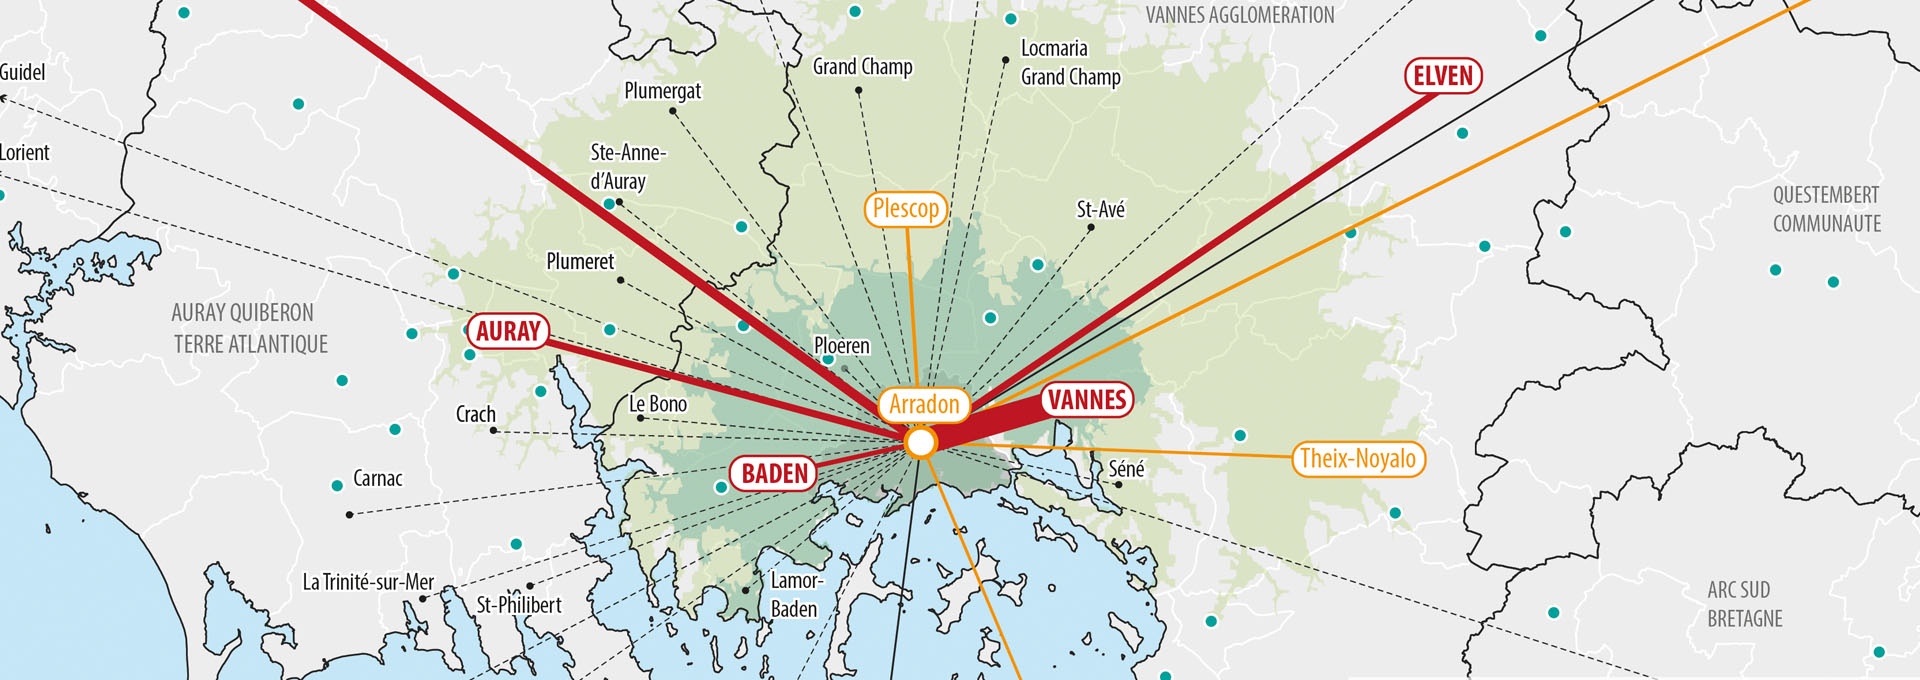 VANNES AGGLOMERATION
Locmaria
Grand Champ
Grand Champ
Guidel
ELVEN
Plumergat
Lorient
Ste-Anne-
d'Auray
Plescop
St-Avé
QUESTEMBERT
COMMUNAUTE
Plumeret
AURAY QUIBERON
TERRE ATLANTIQUE
AURAY
Ploeren
Le Bono
Arradon
VANNES
Crach
Theix-Noyalo
BADEN
Séné
Carnac
La Trinité-sur-Mer
St-Philibert
Lamor-
Baden
ARC SUD
BRETAGNE